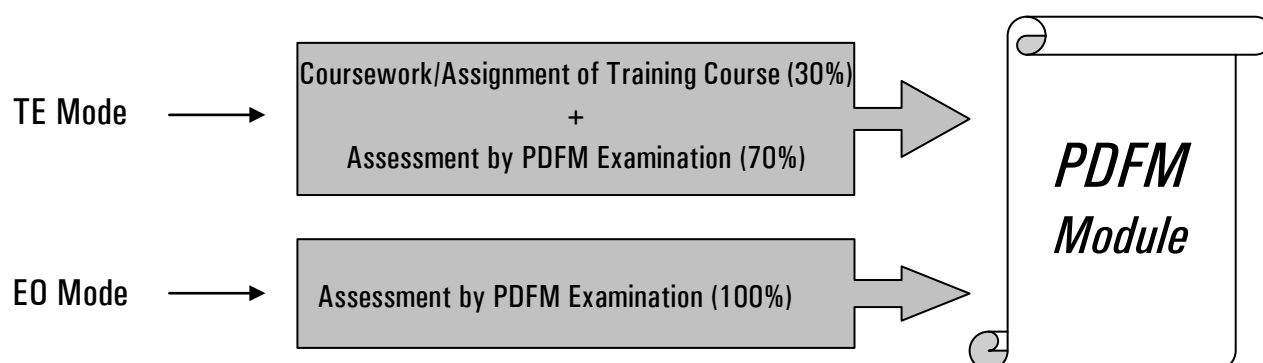 TE Mode
Coursework/Assignment of Training Course (30%)
+
Assessment by PDFM Examination (70%)
EO Mode
Assessment by PDFM Examination (100%)
PDFM
Module